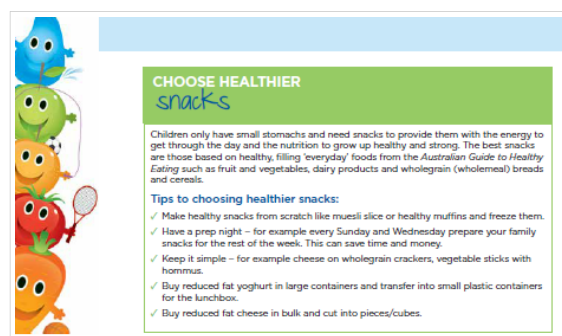 CHOOSE HEALTHIER
snacks
Children only have small stomachs and need snacks to provide them with the energy to
get through the day and the nutrition to grow up healthy and strong. The best snacks
are those based on healthy, filling 'everyday' foods from the Australian Guide to Healthy
Eating such as fruit and vegetables, dairy products and wholegrain (wholemeal) breads
and cereals.
Tips to choosing healthier snacks:
✓ Make healthy snacks from scratch like muesli slice or healthy muffins and freeze them.
✓ Have a prep night – for example every Sunday and Wednesday prepare your family
snacks for the rest of the week. This can save time and money.
✓ Keep it simple – for example cheese on wholegrain crackers, vegetable sticks with
hommus.
✓ Buy reduced fat yoghurt in large containers and transfer into small plastic containers
for the lunchbox.
✓ Buy reduced fat cheese in bulk and cut into pieces/cubes.